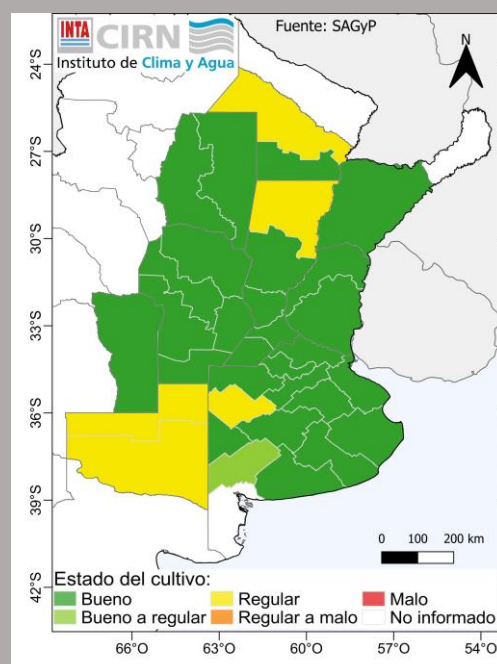 INTA CIRN
Instituto de Clima y Agua
Fuente: SAGyP
N
24°S
27°S
30°S
33°S
36°S
39°S
42°S
0 100 200 km
Estado del cultivo:
Bueno Regular Malo
Bueno a regular Regular a malo No informado
66°O 63°O 60°O 57°O 54°O